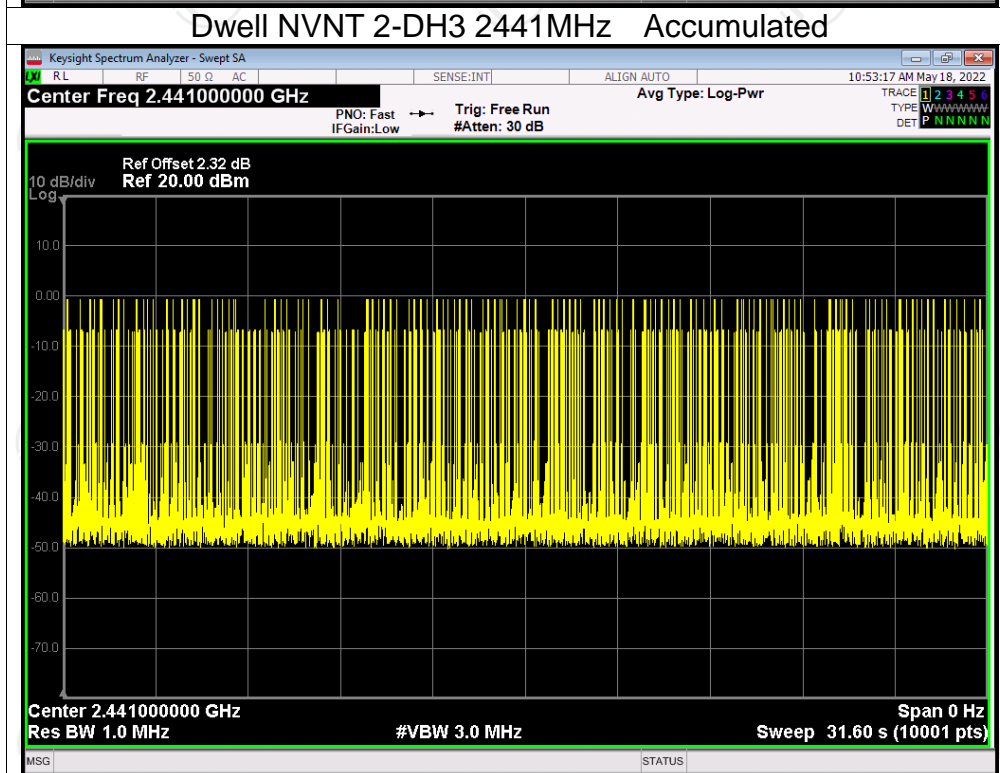 Dwell NVNT 2-DH3 2441MHz Accumulated
Keysight Spectrum Analyzer - Swept SA
LXI RL RF 50 Ω AC SENSE:INT ALIGN AUTO 10:53:17 AM May 18, 2022
Center Freq 2.441000000 GHz Avg Type: Log-Pwr TRACE 1 2 3 4 5 6
PNO: Fast Trig: Free Run TYPE WWWWWWW
IFGain:Low #Atten: 30 dB DET P N N N N N
Ref Offset 2.32 dB
10 dB/div Ref 20.00 dBm
Log
10.0
0.00
-10.0
-20.0
-30.0
-40.0
-50.0
-60.0
-70.0
Center 2.441000000 GHz Span 0 Hz
Res BW 1.0 MHz #VBW 3.0 MHz Sweep 31.60 s (10001 pts)
MSG STATUS